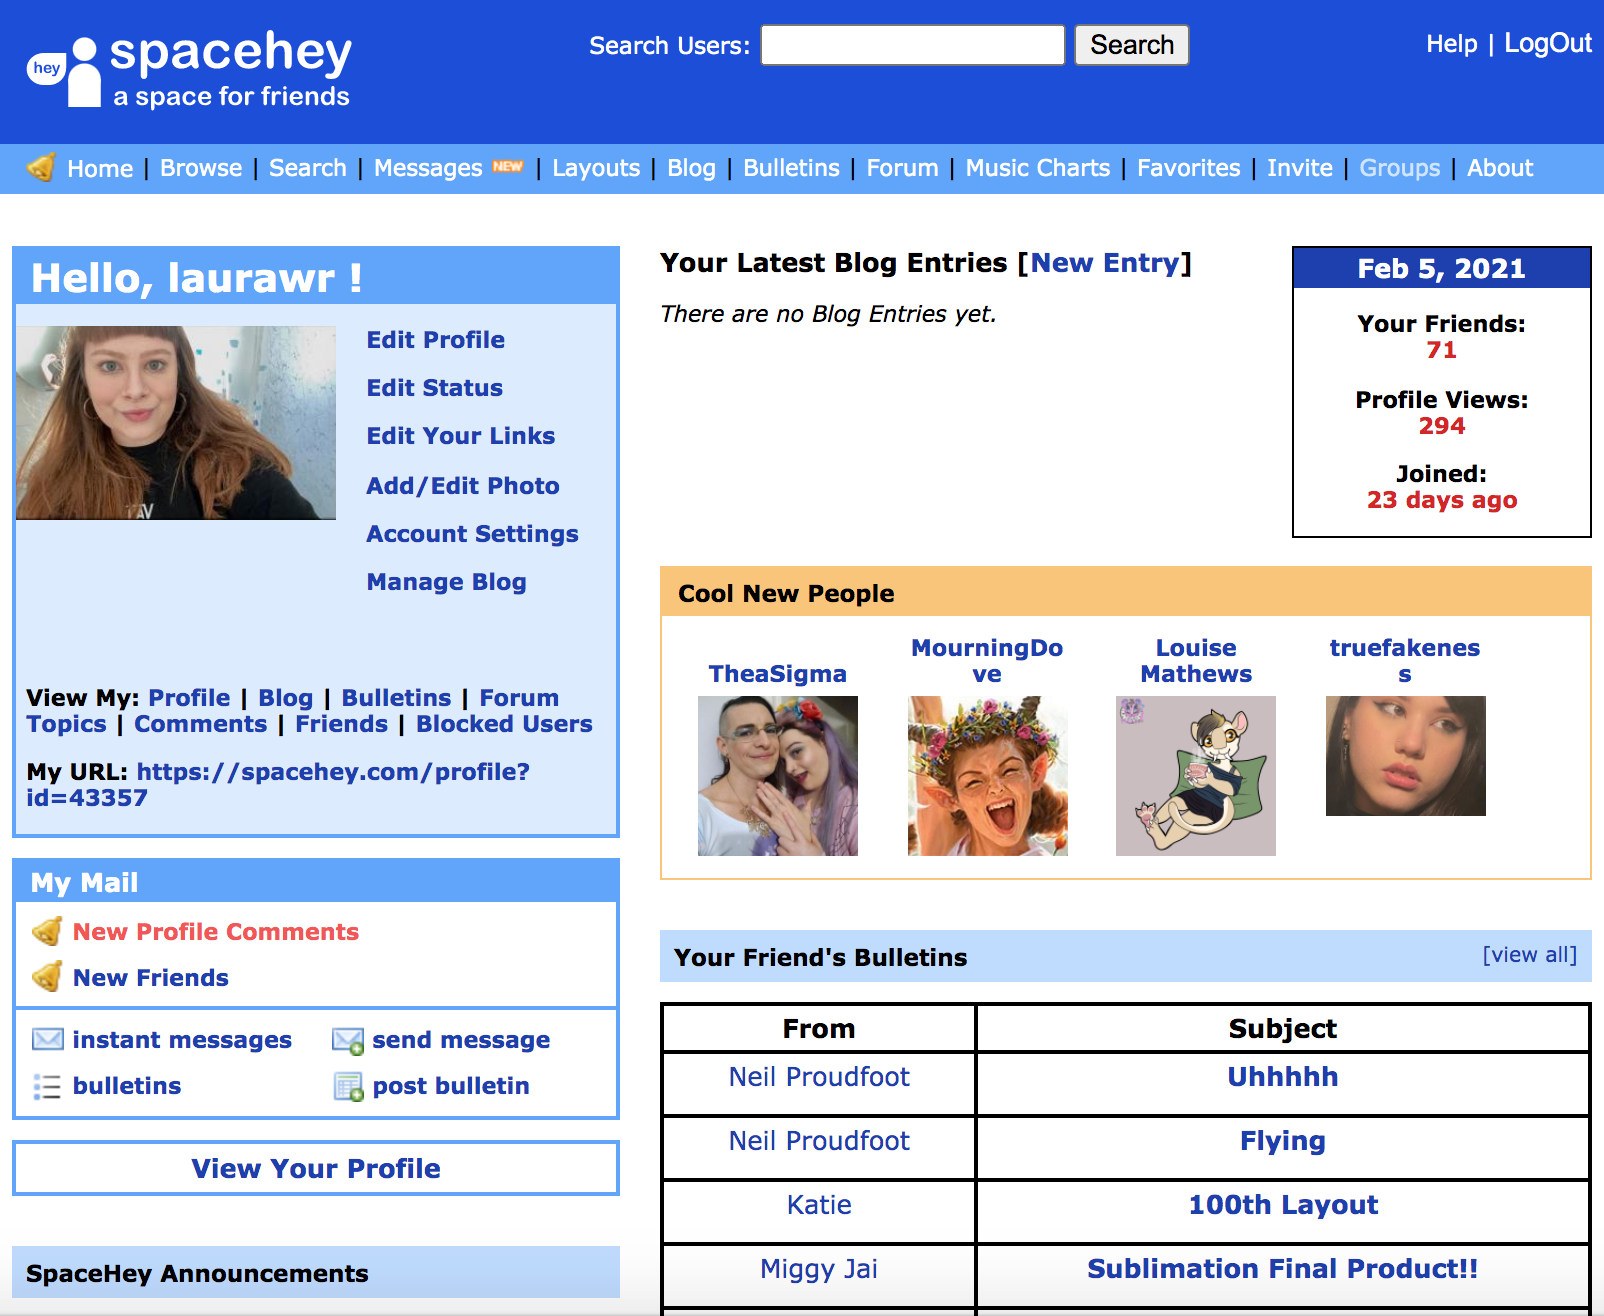 hey
spacehey
a space for friends
Search Users: Search
Help | LogOut
Home | Browse | Search | Messages NEW | Layouts | Blog | Bulletins | Forum | Music Charts | Favorites | Invite | Groups | About
Hello, laurawr !
Edit Profile
Edit Status
Edit Your Links
Add/Edit Photo
Account Settings
Manage Blog
View My: Profile | Blog | Bulletins | Forum
Topics | Comments | Friends | Blocked Users
My URL: https://spacehey.com/profile?
id=43357
My Mail
New Profile Comments
New Friends
instant messages
send message
bulletins
post bulletin
View Your Profile
SpaceHey Announcements
Your Latest Blog Entries [New Entry]
There are no Blog Entries yet.
Feb 5, 2021
Your Friends:
71
Profile Views:
294
Joined:
23 days ago
Cool New People
TheaSigma
MourningDo
ve
Louise
Mathews
truefakenes
s
Your Friend's Bulletins
[view all]
From Subject
Neil Proudfoot Uhhhhh
Neil Proudfoot Flying
Katie 100th Layout
Miggy Jai Sublimation Final Product!!